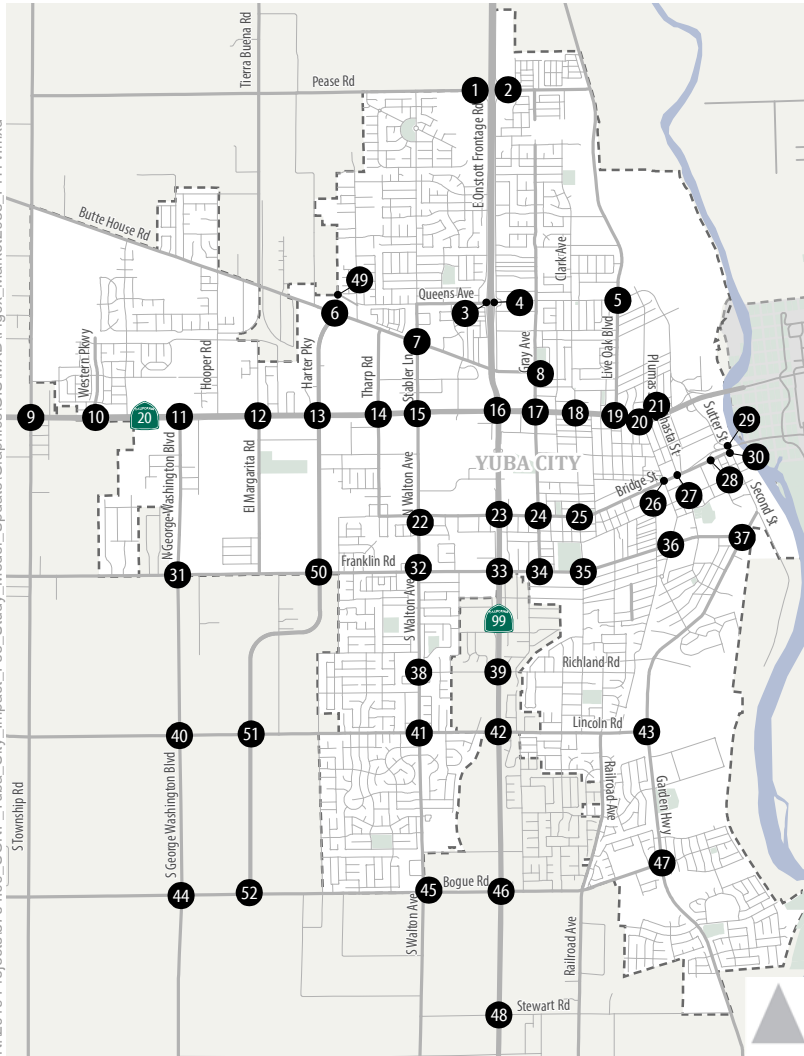 Tierra Buena Rd
Pease Rd
1
2
E Onstott Frontage Rd
Butte House Rd
Clark Ave
49
Queens Ave
6
3
4
5
7
Western Pkwy
Hooper Rd
Harter Pky
Tharp Rd
Stabler Ln
Gray Ave
8
Live Oak Blvd
Plumas
9
10
CALIFORNIA
20
11
12
13
14
15
16
17
18
19
20
21
Shasta St
Sutter St
29
30
YUBA CITY
N George Washington Blvd
El Margarita Rd
N Walton Ave
Bridge St
26
27
28
Second St
22
23
24
25
36
37
31
50
Franklin Rd
32
33
34
35
S Walton Ave
CALIFORNIA
99
38
39
Richland Rd
40
51
41
42
Lincoln Rd
43
S Township Rd
S George Washington Blvd
Railroad Ave
Garden Hwy
44
52
45
Bogue Rd
46
47
S Walton Ave
Railroad Ave
48
Stewart Rd